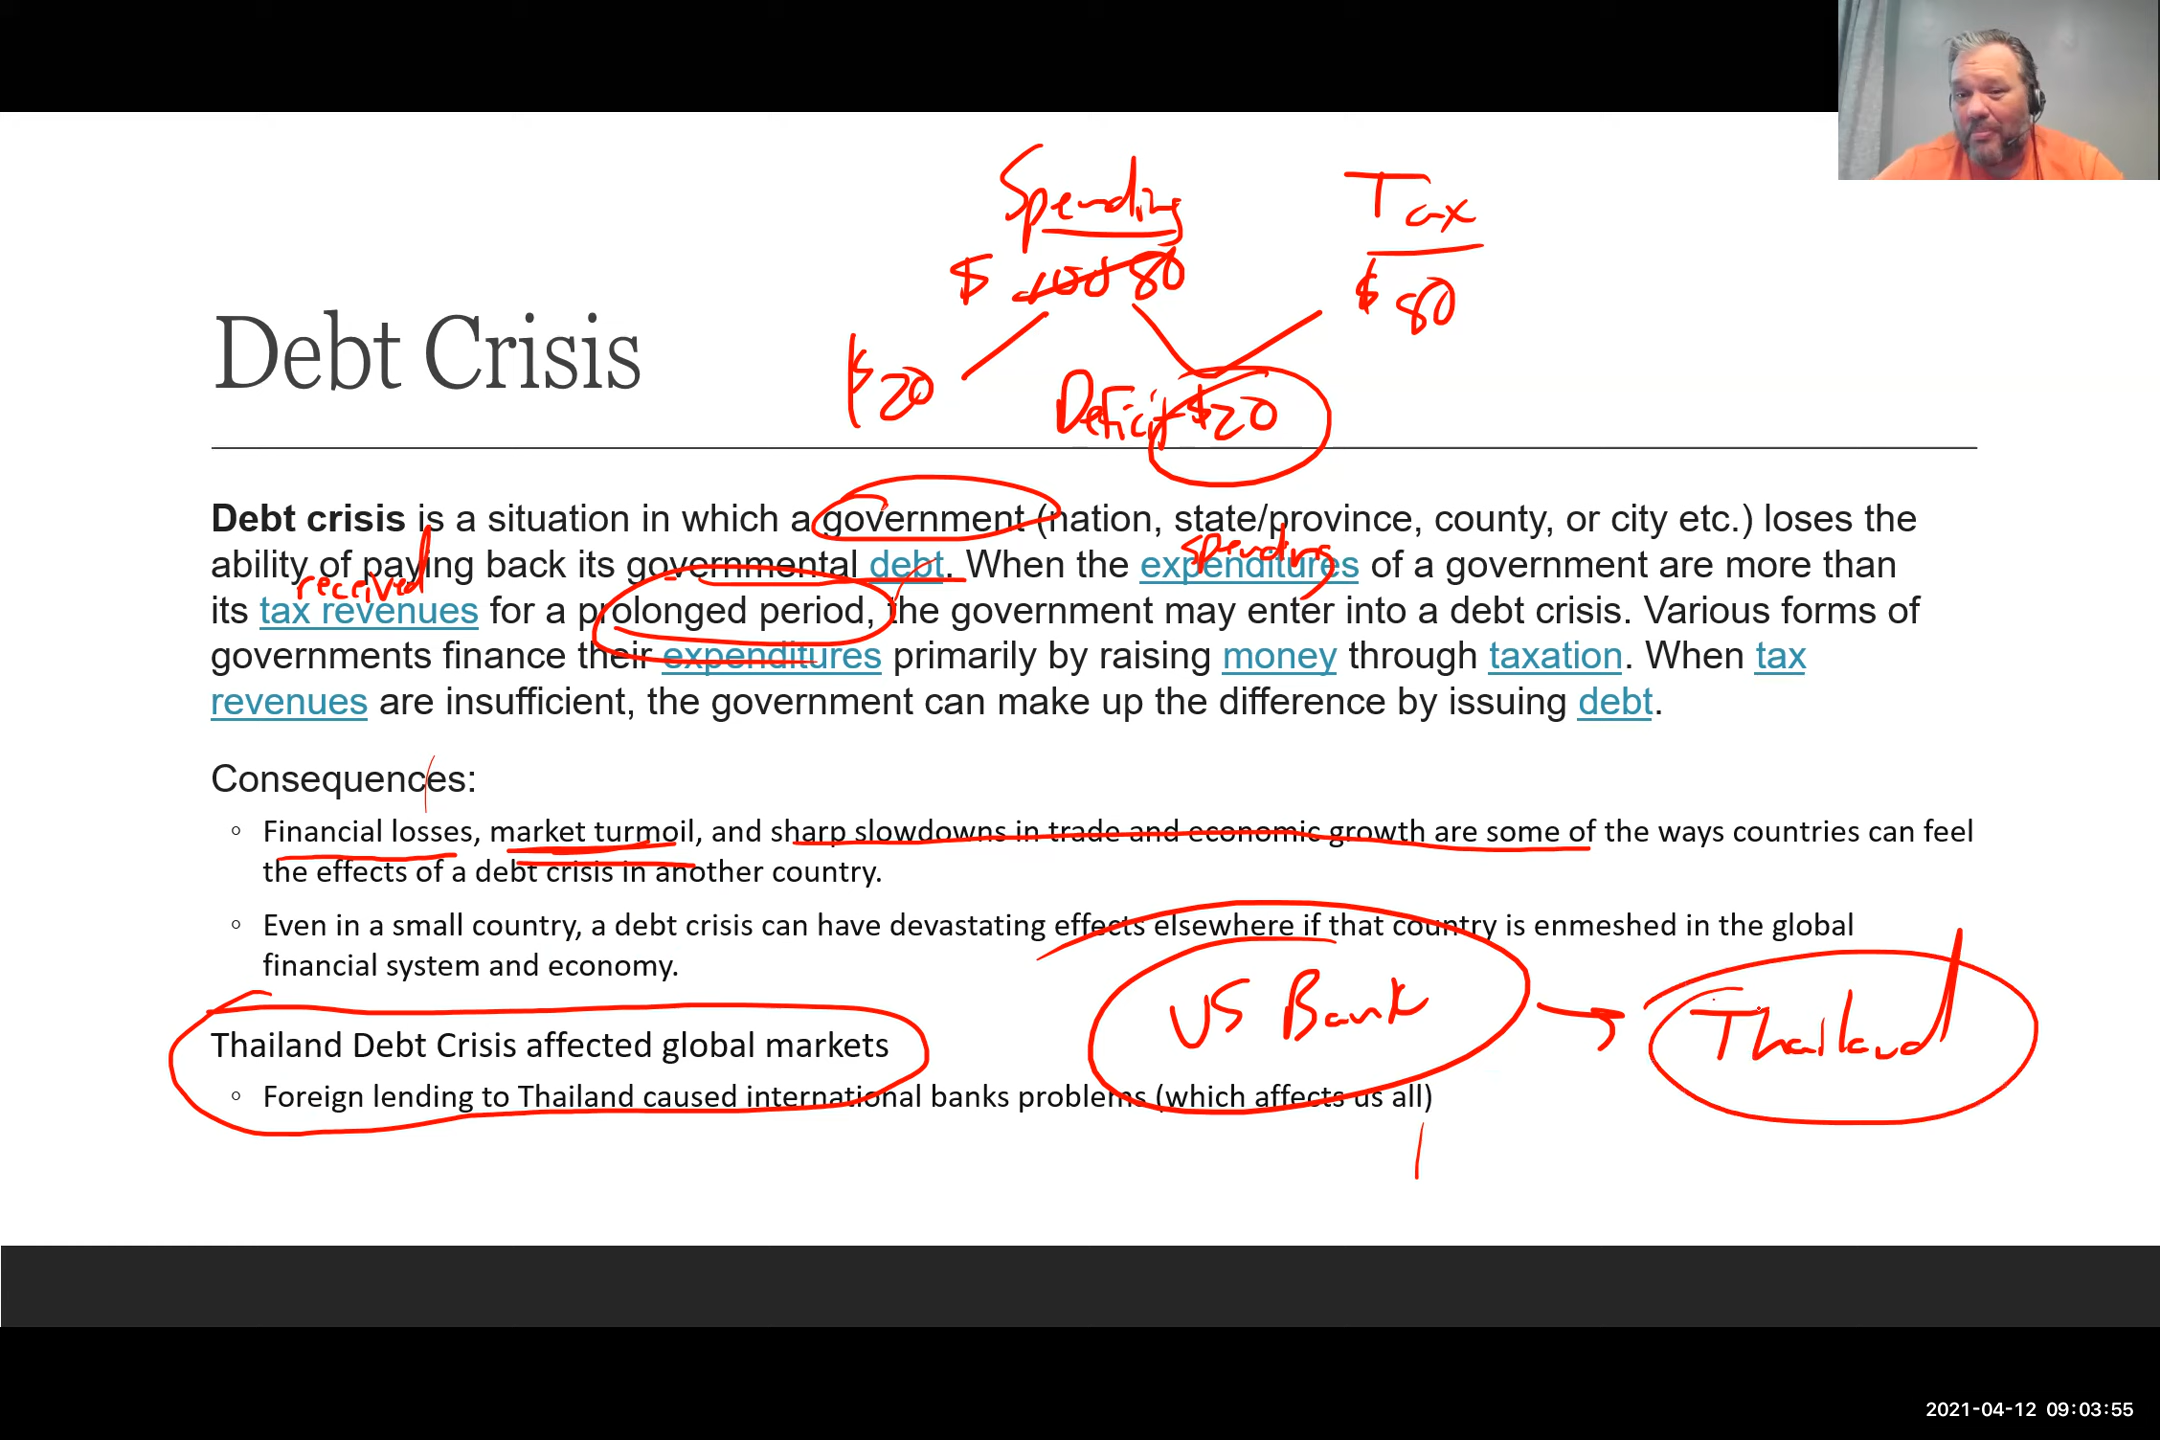 Spending
Tax
$ 100 80
$ 80
$20
Deficit $20
Debt Crisis
Debt crisis is a situation in which a government (nation, state/province, county, or city etc.) loses the
ability of paying back its governmental debt. When the expenditures of a government are more than
spending
received
its tax revenues for a prolonged period, the government may enter into a debt crisis. Various forms of
governments finance their expenditures primarily by raising money through taxation. When tax
revenues are insufficient, the government can make up the difference by issuing debt.
Consequences:
◦ Financial losses, market turmoil, and sharp slowdowns in trade and economic growth are some of the ways countries can feel
the effects of a debt crisis in another country.
◦ Even in a small country, a debt crisis can have devastating effects elsewhere if that country is enmeshed in the global
financial system and economy.
US Bank → Thailand
Thailand Debt Crisis affected global markets
◦ Foreign lending to Thailand caused international banks problems (which affects us all)
2021-04-12 09:03:55